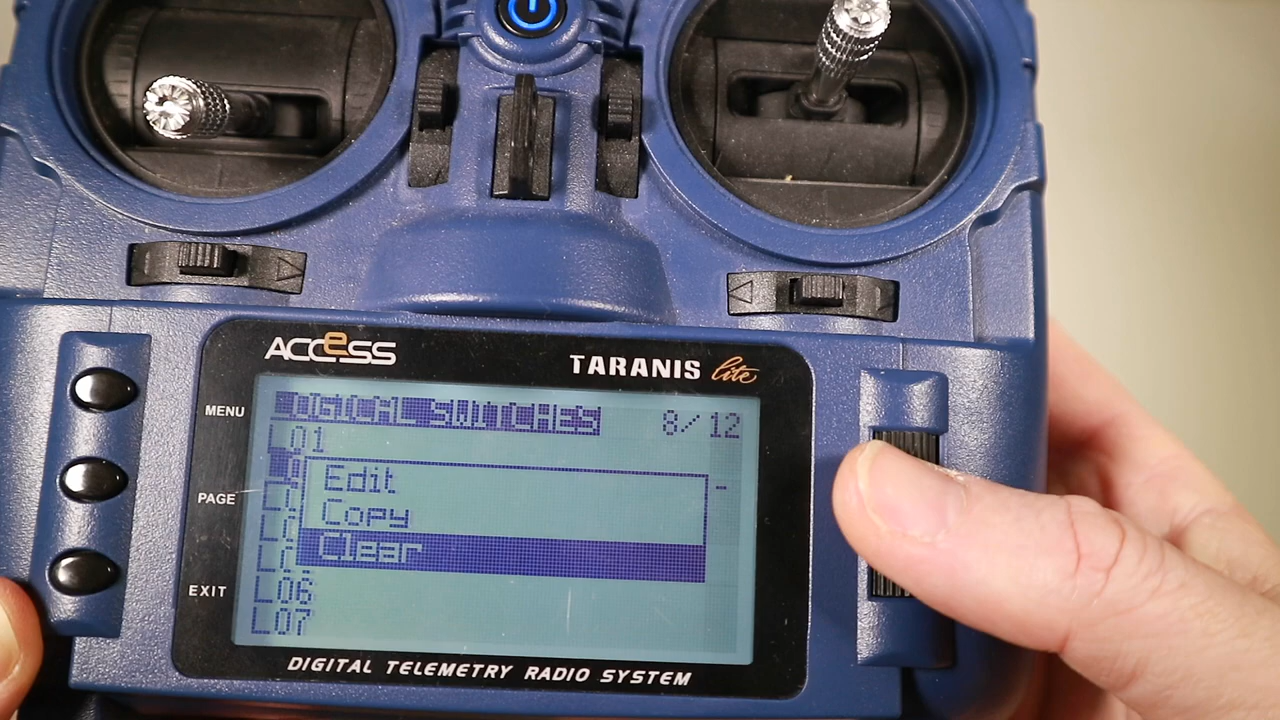 ACCeSS
TARANIS lite
MENU
PAGE
EXIT
LOGICAL SWITCHES 8/12
L01
Edit
Copy
Clear
L06
L07
DIGITAL TELEMETRY RADIO SYSTEM